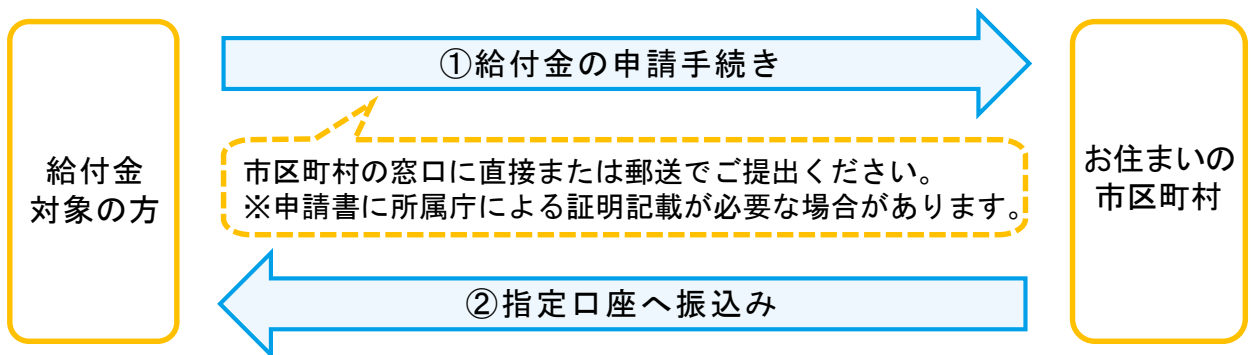 ①給付金の申請手続き
給付金
対象の方
市区町村の窓口に直接または郵送でご提出ください。
※申請書に所属庁による証明記載が必要な場合があります。
お住まいの
市区町村
②指定口座へ振込み